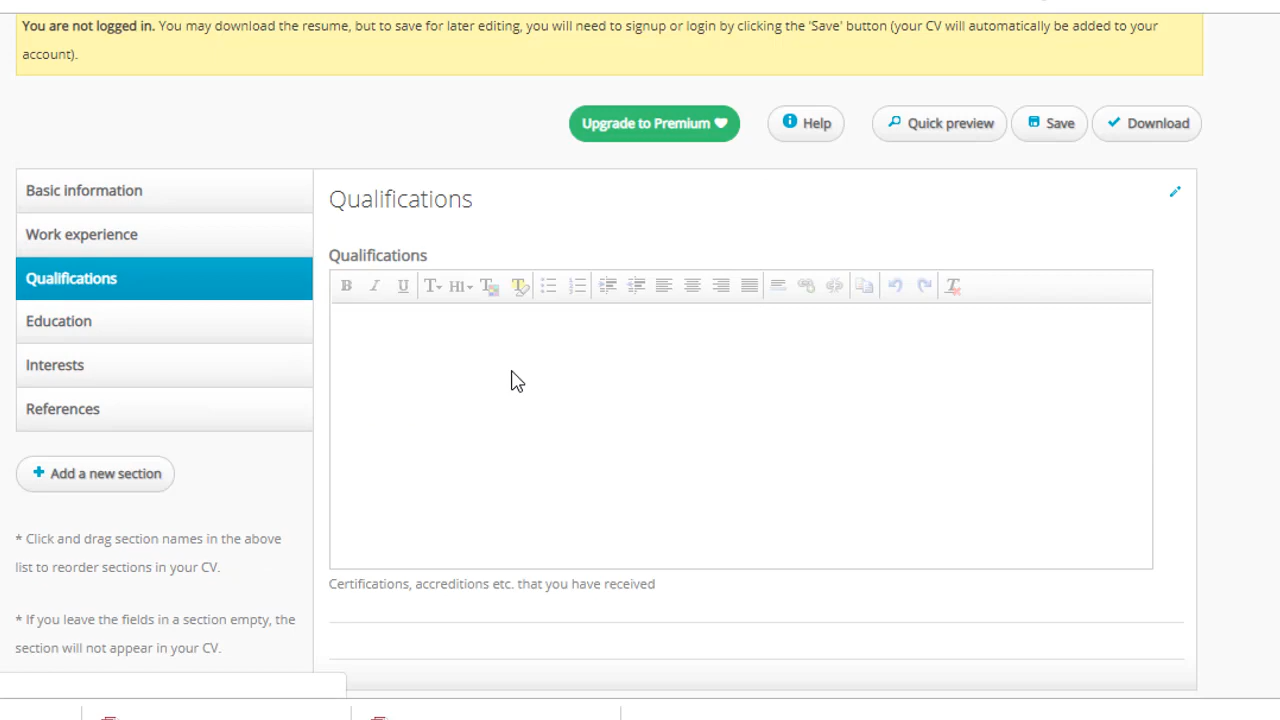 You are not logged in. You may download the resume, but to save for later editing, you will need to signup or login by clicking the 'Save' button (your CV will automatically be added to your
account).
Upgrade to Premium
Help
Quick preview
Save
Download
Basic information
Work experience
Qualifications
Education
Interests
References
Add a new section
* Click and drag section names in the above
list to reorder sections in your CV.
* If you leave the fields in a section empty, the
section will not appear in your CV.
Qualifications
Qualifications
B I U T H1 T T T
Certifications, accreditions etc. that you have received